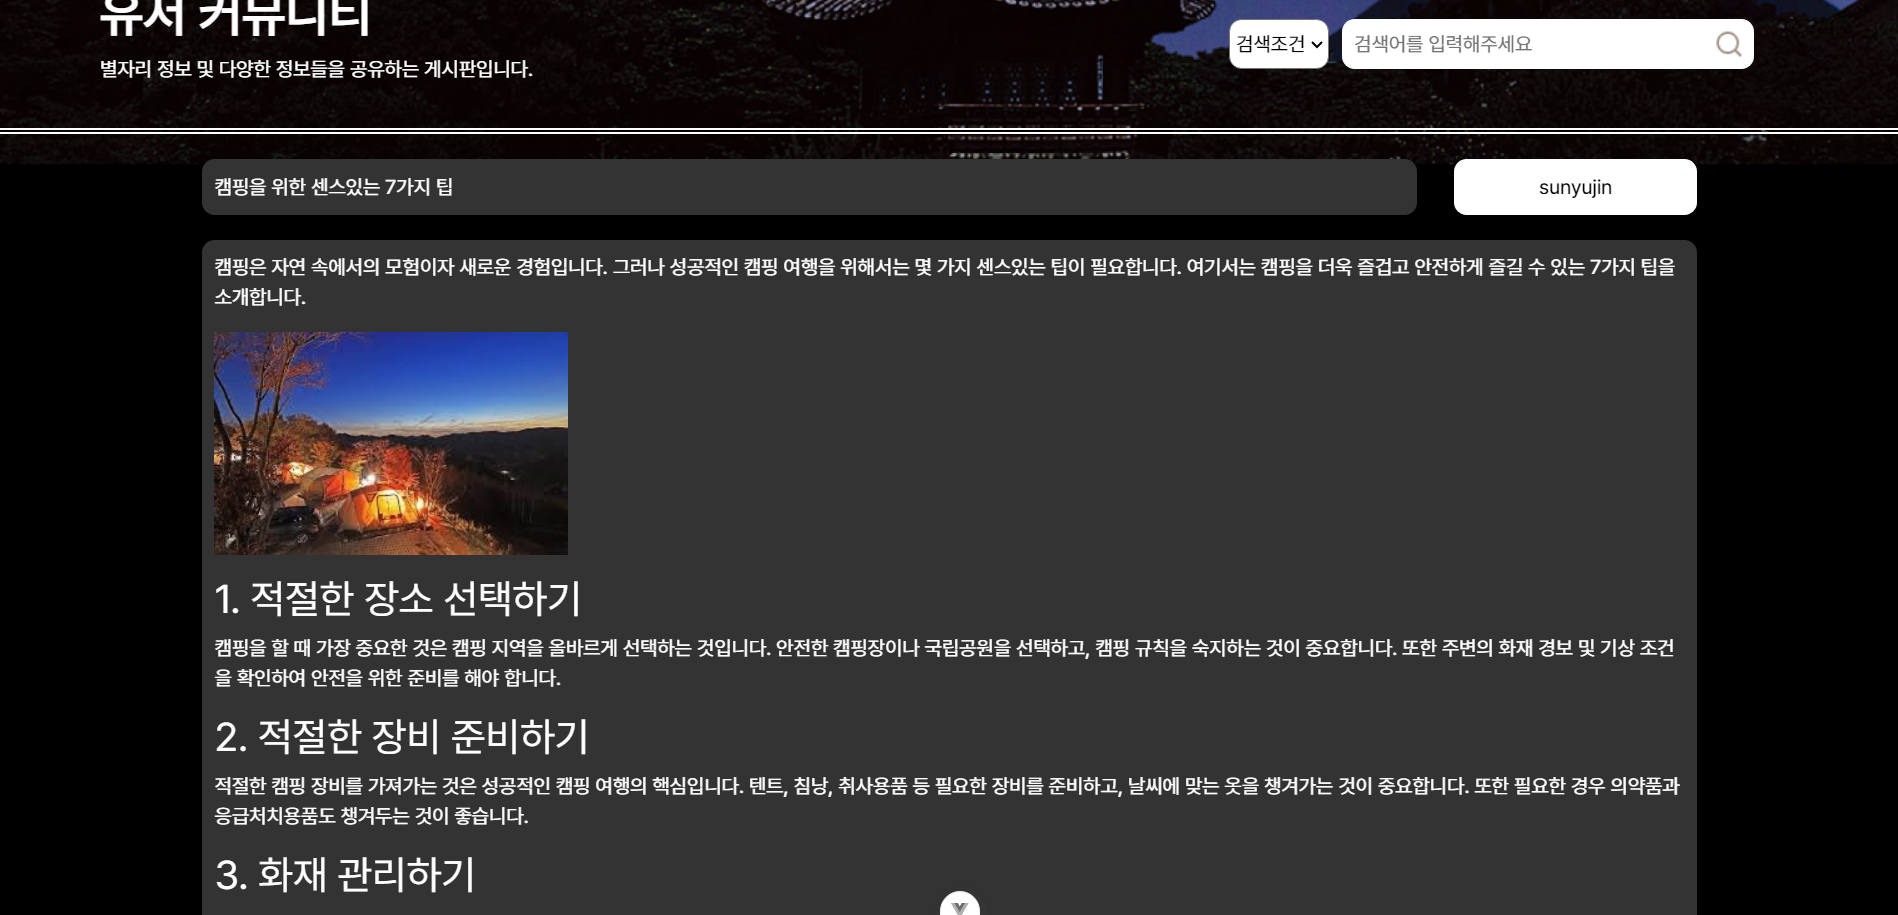 유저 커뮤니티
별자리 정보 및 다양한 정보들을 공유하는 게시판입니다.
검색조건
검색어를 입력해주세요
캠핑을 위한 센스있는 7가지 팁
sunyujin
캠핑은 자연 속에서의 모험이자 새로운 경험입니다. 그러나 성공적인 캠핑 여행을 위해서는 몇 가지 센스있는 팁이 필요합니다. 여기서는 캠핑을 더욱 즐겁고 안전하게 즐길 수 있는 7가지 팁을
소개합니다.
1. 적절한 장소 선택하기
캠핑을 할 때 가장 중요한 것은 캠핑 지역을 올바르게 선택하는 것입니다. 안전한 캠핑장이나 국립공원을 선택하고, 캠핑 규칙을 숙지하는 것이 중요합니다. 또한 주변의 화재 경보 및 기상 조건
을 확인하여 안전을 위한 준비를 해야 합니다.
2. 적절한 장비 준비하기
적절한 캠핑 장비를 가져가는 것은 성공적인 캠핑 여행의 핵심입니다. 텐트, 침낭, 취사용품 등 필요한 장비를 준비하고, 날씨에 맞는 옷을 챙겨가는 것이 중요합니다. 또한 필요한 경우 의약품과
응급처치용품도 챙겨두는 것이 좋습니다.
3. 화재 관리하기